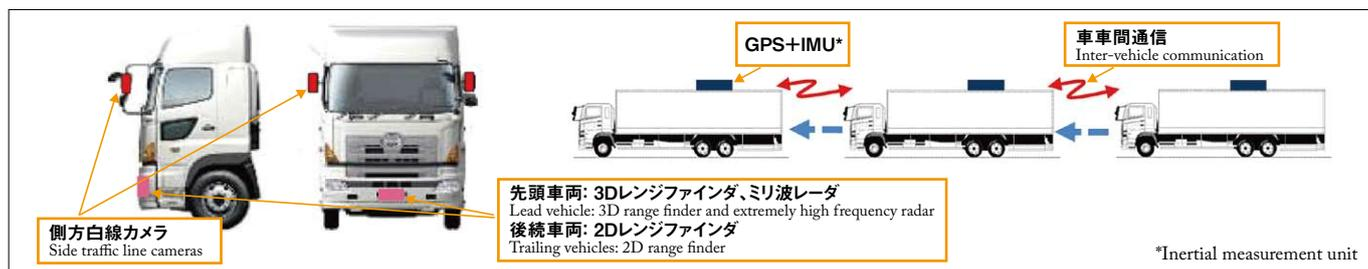 GPS+IMU*
車車間通信
Inter-vehicle communication
先頭車両: 3Dレンジファインダ、ミリ波レーダ
Lead vehicle: 3D range finder and extremely high frequency radar
後続車両: 2Dレンジファインダ
Trailing vehicles: 2D range finder
側方白線カメラ
Side traffic line cameras
*Inertial measurement unit